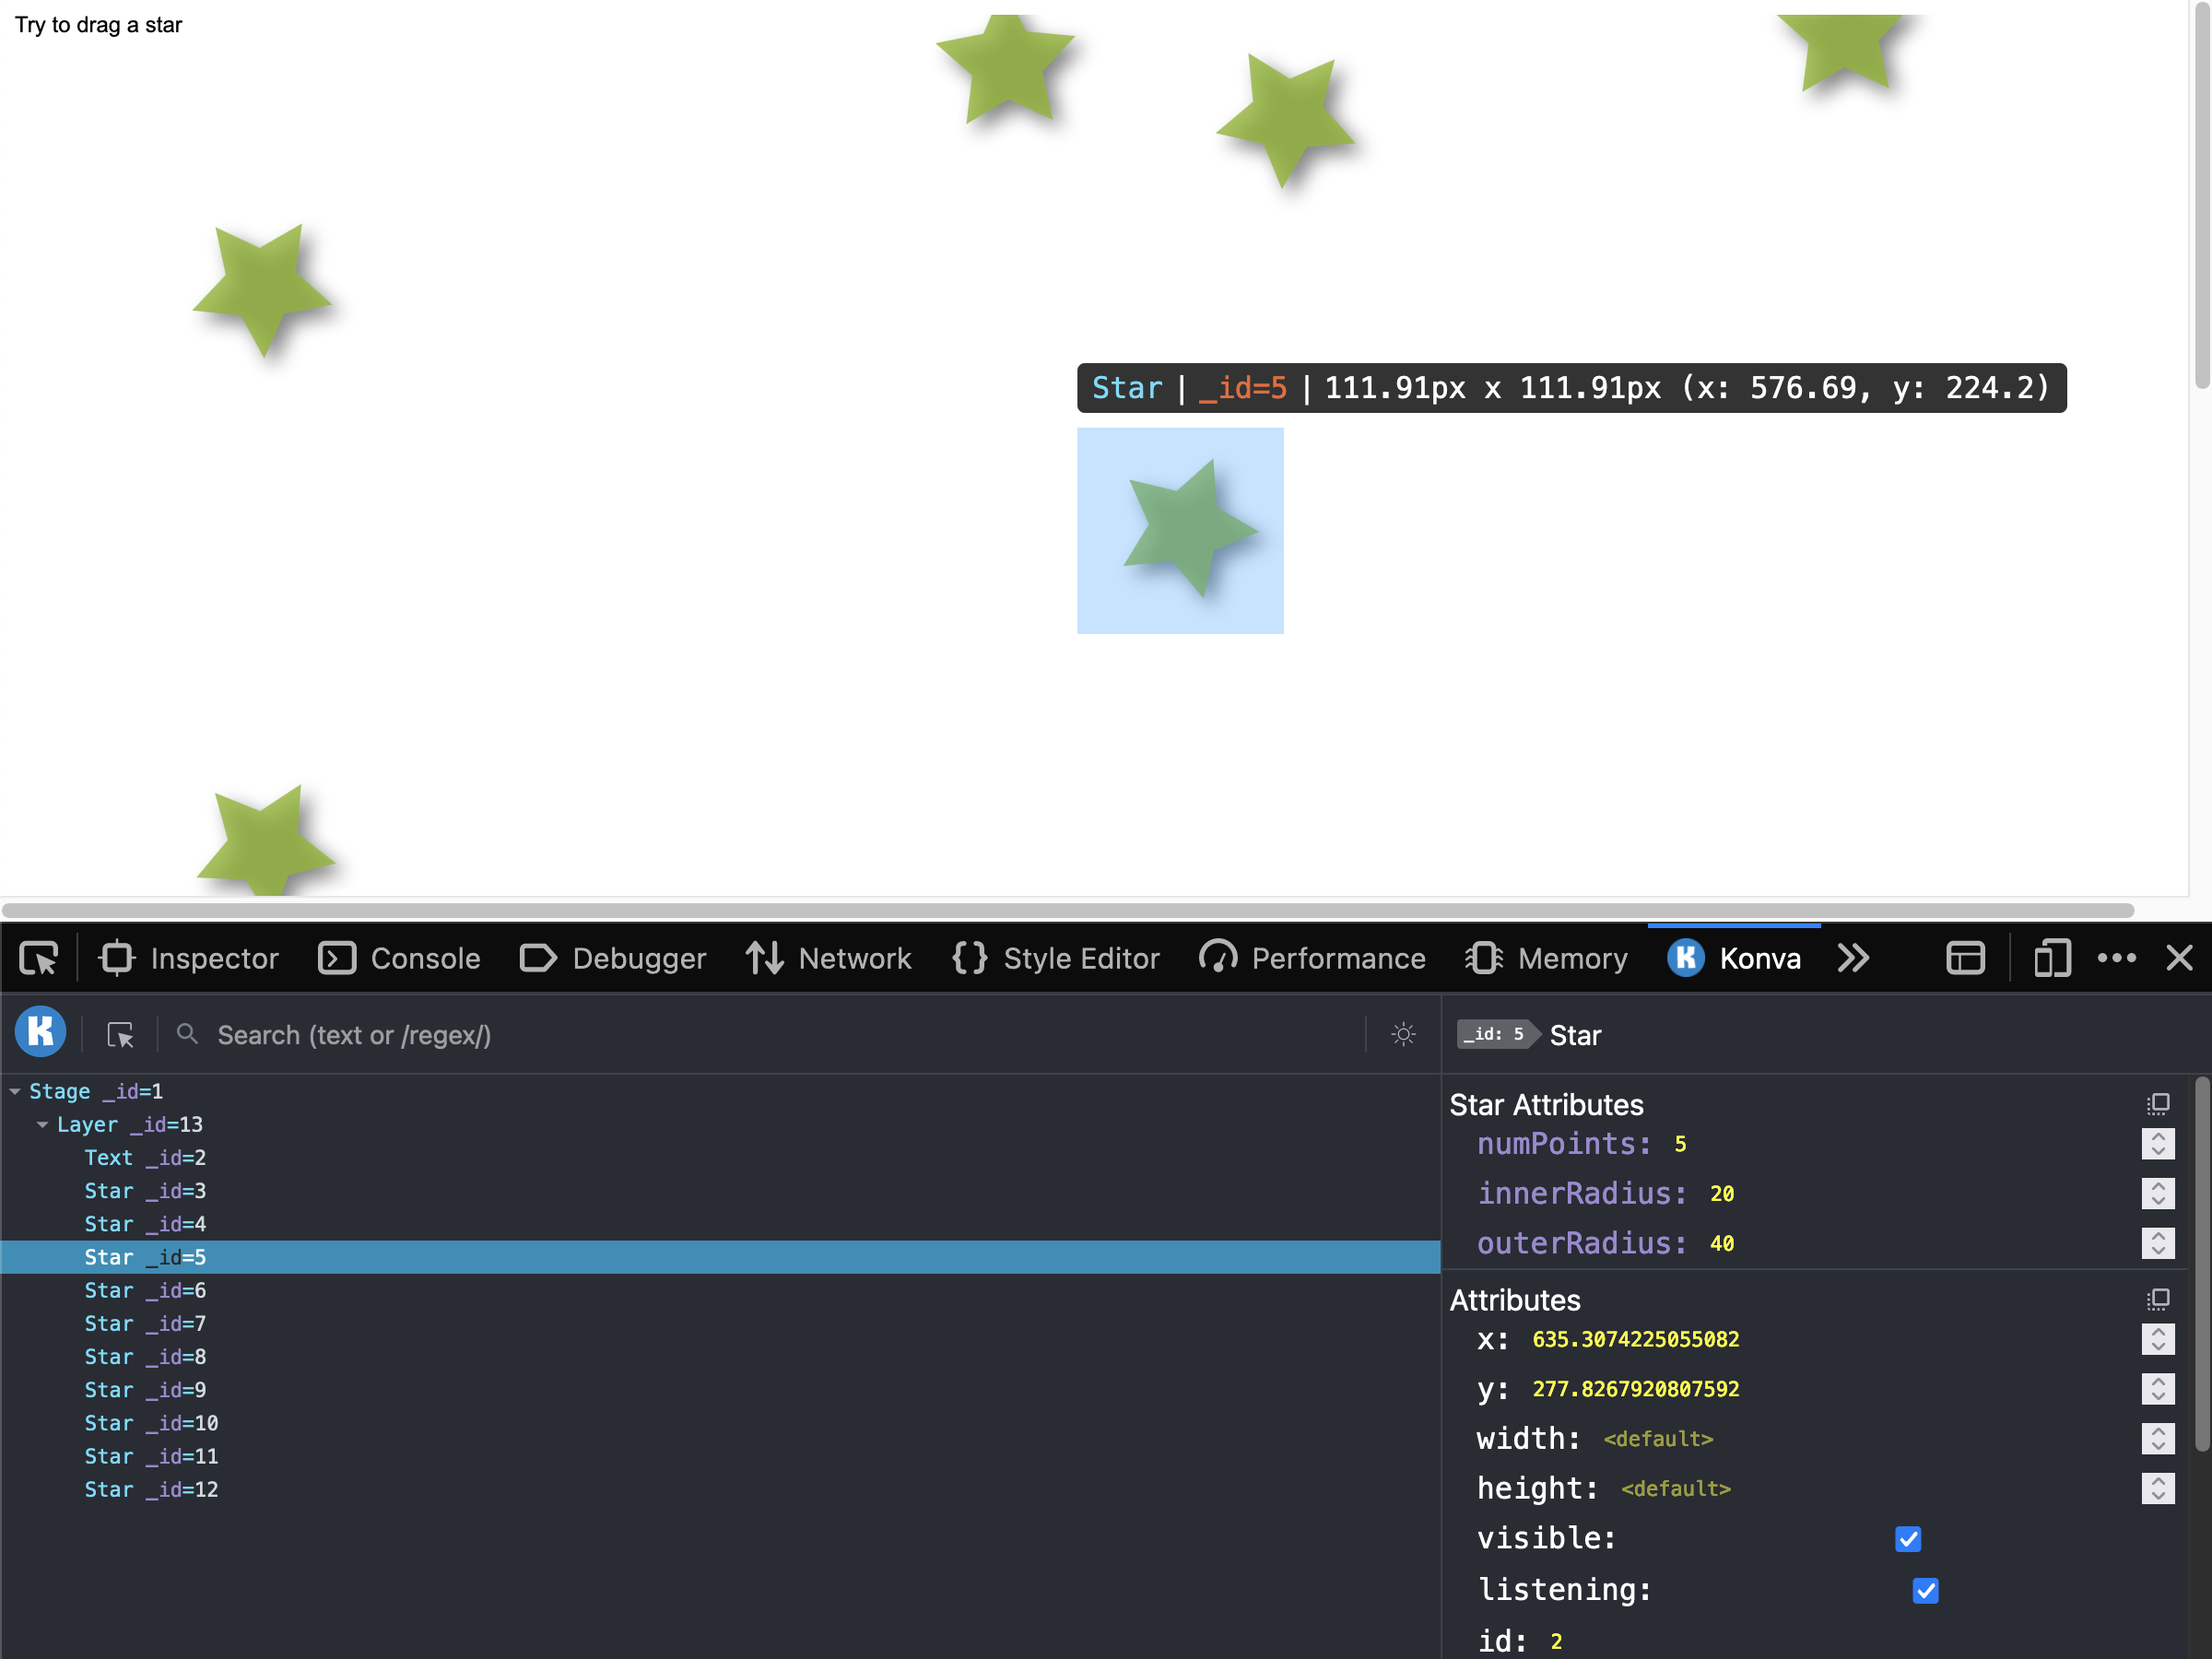 Try to drag a star
Star | _id=5 | 111.91px x 111.91px (x: 576.69, y: 224.2)
Inspector Console Debugger Network Style Editor Performance Memory K Konva
K Search (text or /regex/)
_id: 5 Star
Stage _id=1
Layer _id=13
Text _id=2
Star _id=3
Star _id=4
Star _id=5
Star _id=6
Star _id=7
Star _id=8
Star _id=9
Star _id=10
Star _id=11
Star _id=12
Star Attributes
numPoints: 5
innerRadius: 20
outerRadius: 40
Attributes
x: 635.3074225055082
y: 277.8267920807592
width: <default>
height: <default>
visible:
listening:
id: 2